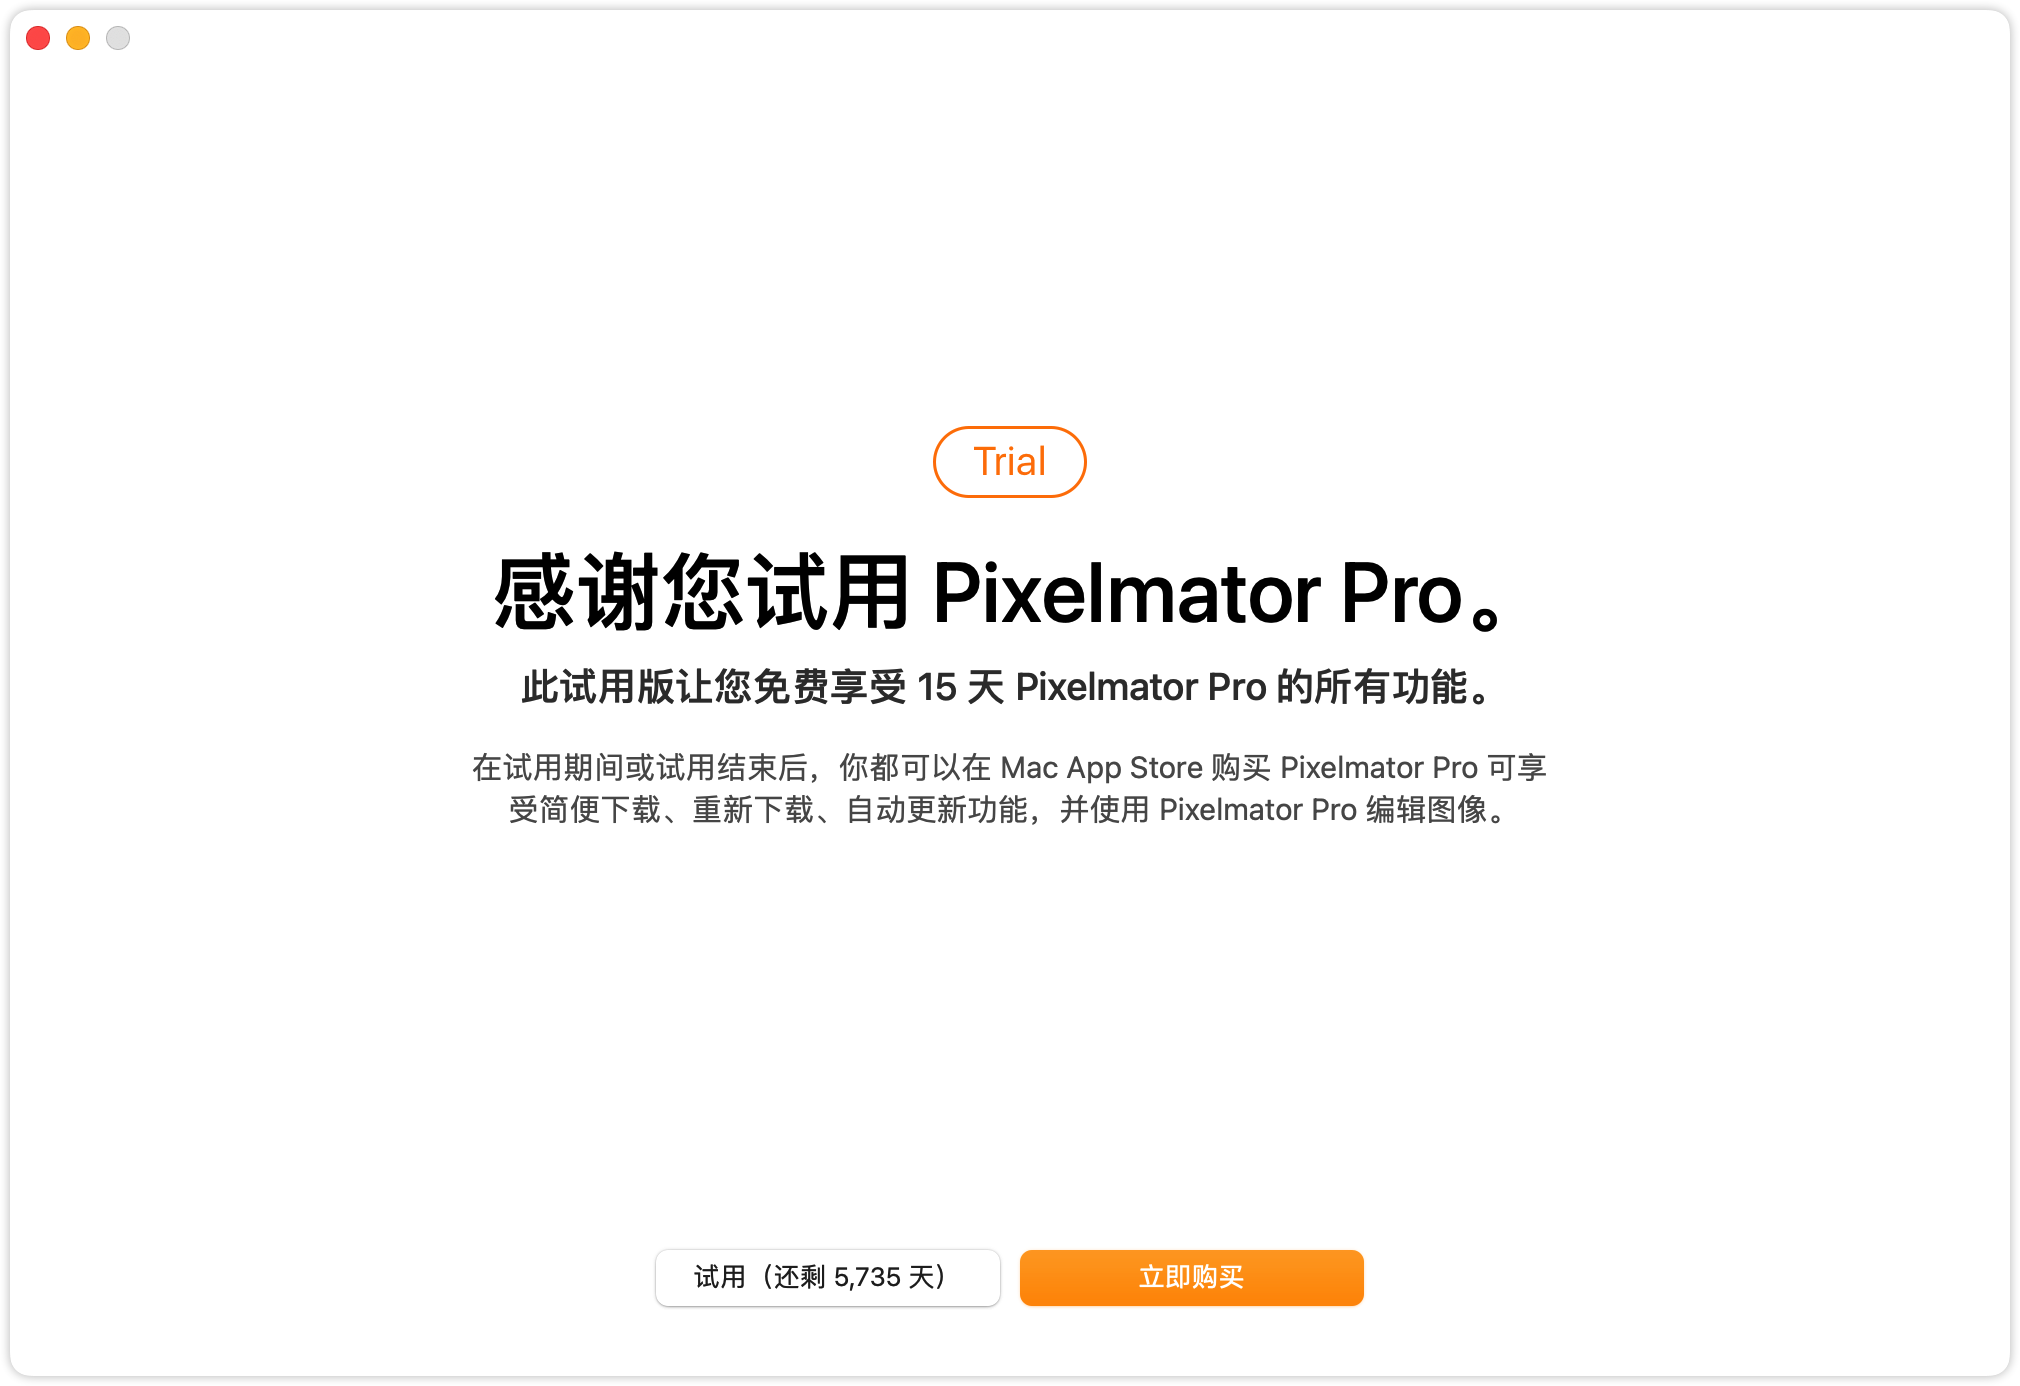 Trial
感谢您试用 Pixelmator Pro。
此试用版让您免费享受 15 天 Pixelmator Pro 的所有功能。
在试用期间或试用结束后，你都可以在 Mac App Store 购买 Pixelmator Pro 可享
受简便下载、重新下载、自动更新功能，并使用 Pixelmator Pro 编辑图像。
试用（还剩 5,735 天）
立即购买